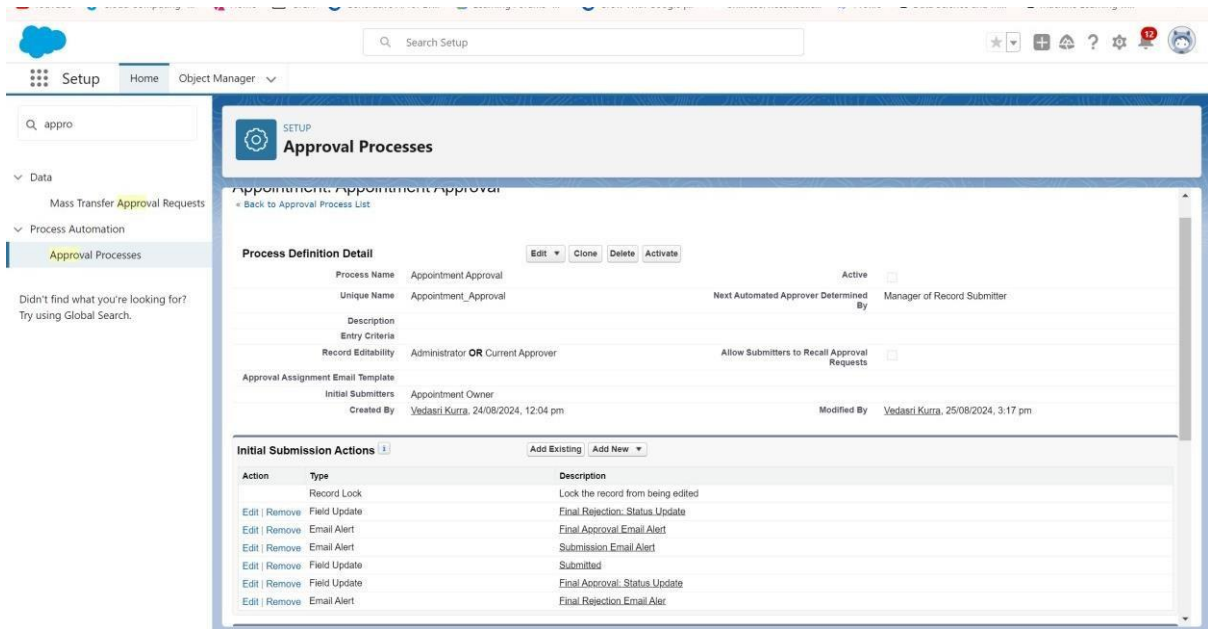 Search Setup
12
Setup
Home
Object Manager
appro
Data
Mass Transfer Approval Requests
Process Automation
Approval Processes
Didn't find what you're looking for?
Try using Global Search.
SETUP
Approval Processes
Appointment: Appointment Approval
« Back to Approval Process List
Process Definition Detail Edit Clone Delete Activate
Process Name Appointment Approval Active
Unique Name Appointment_Approval Next Automated Approver Determined By Manager of Record Submitter
Description
Entry Criteria
Record Editability Administrator OR Current Approver Allow Submitters to Recall Approval Requests
Approval Assignment Email Template
Initial Submitters Appointment Owner
Created By Vedasri Kurra, 24/08/2024, 12:04 pm Modified By Vedasri Kurra, 25/08/2024, 3:17 pm
Initial Submission Actions i Add Existing Add New
Action Type Description
Record Lock Lock the record from being edited
Edit | Remove Field Update Final Rejection: Status Update
Edit | Remove Email Alert Final Approval Email Alert
Edit | Remove Email Alert Submission Email Alert
Edit | Remove Field Update Submitted
Edit | Remove Field Update Final Approval: Status Update
Edit | Remove Email Alert Final Rejection Email Aler